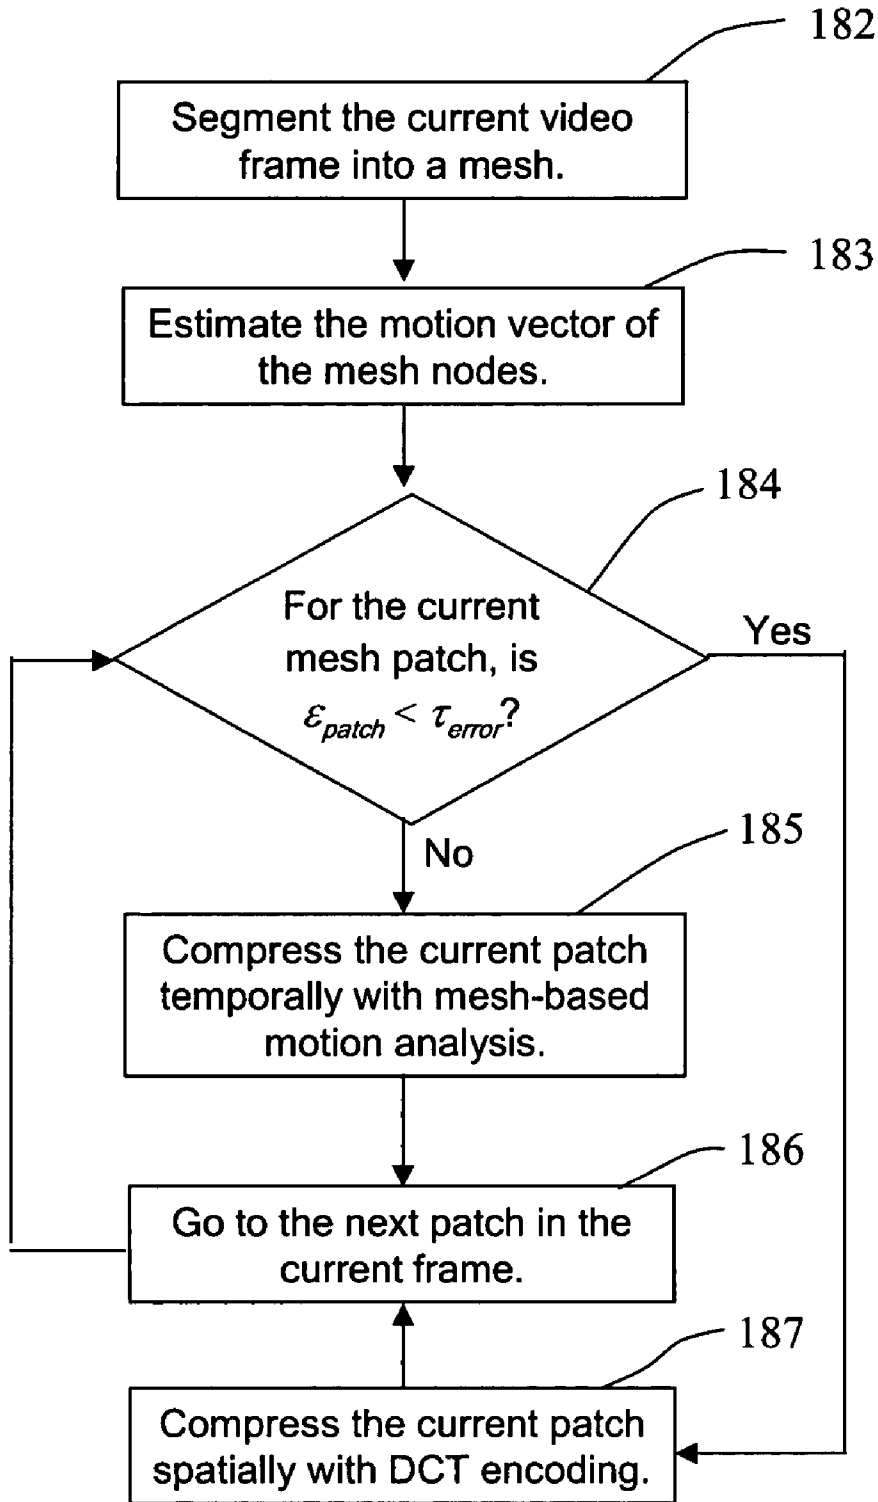 182
Segment the current video
frame into a mesh.
183
Estimate the motion vector of
the mesh nodes.
184
For the current
mesh patch, is
ε_patch < τ_error?
Yes
No
185
Compress the current patch
temporally with mesh-based
motion analysis.
186
Go to the next patch in the
current frame.
187
Compress the current patch
spatially with DCT encoding.